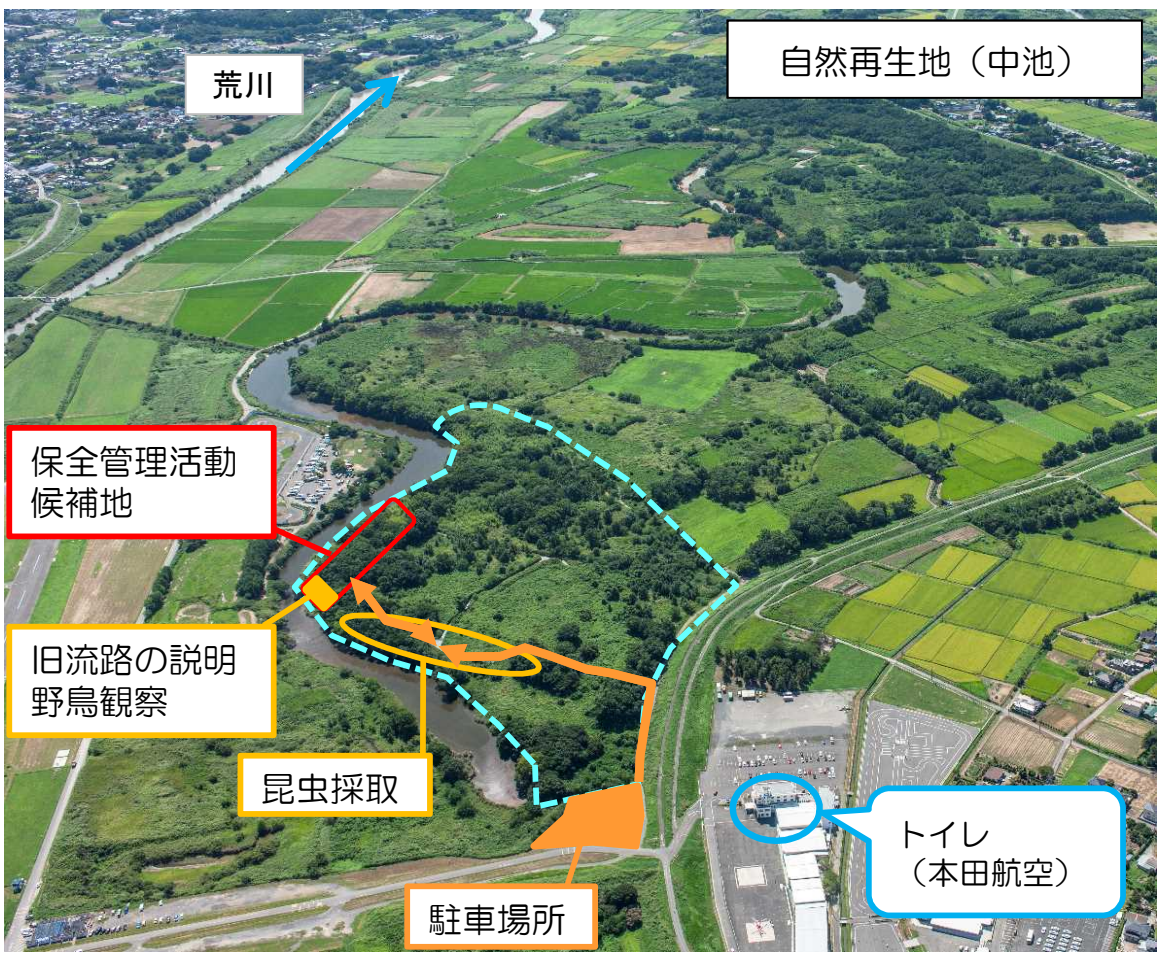 荒川
自然再生地（中池）
保全管理活動
候補地
旧流路の説明
野鳥観察
昆虫採取
駐車場所
トイレ
（本田航空）